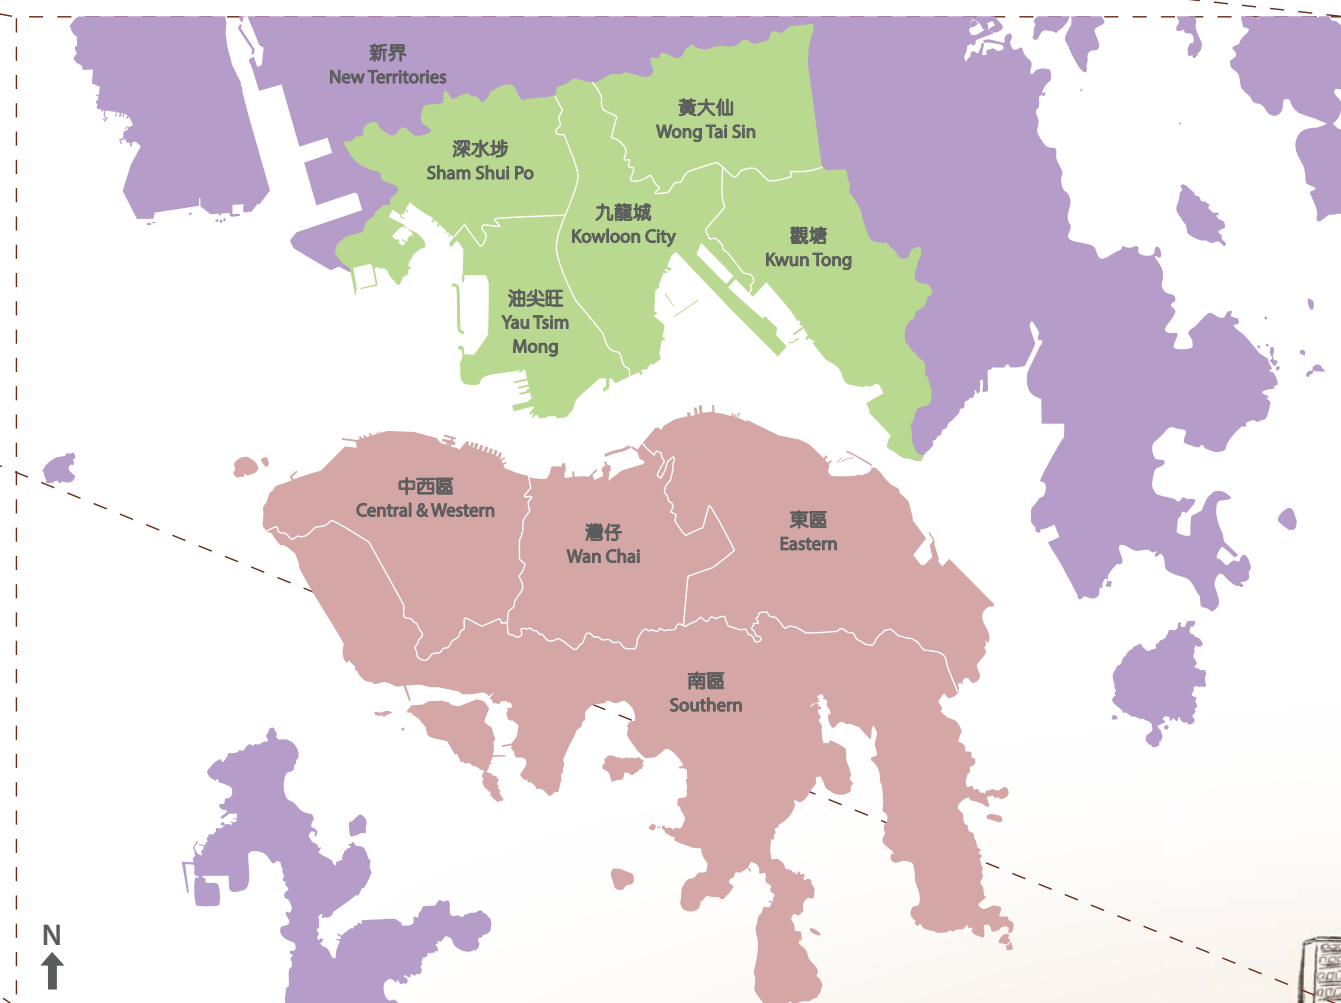 新界
New Territories
黃大仙
Wong Tai Sin
深水埗
Sham Shui Po
九龍城
Kowloon City
觀塘
Kwun Tong
油尖旺
Yau Tsim
Mong
中西區
Central & Western
灣仔
Wan Chai
東區
Eastern
南區
Southern
N